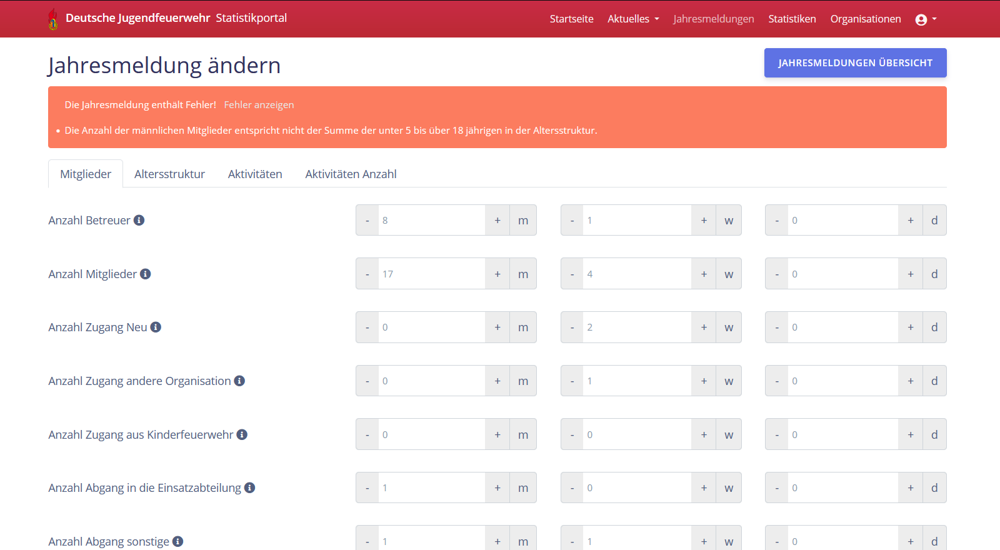 Deutsche Jugendfeuerwehr Statistikportal
Startseite Aktuelles Jahresmeldungen Statistiken Organisationen
Jahresmeldung ändern
JAHRESMELDUNGEN ÜBERSICHT
Die Jahresmeldung enthält Fehler! Fehler anzeigen
• Die Anzahl der männlichen Mitglieder entspricht nicht der Summe der unter 5 bis über 18 jährigen in der Altersstruktur.
Mitglieder Altersstruktur Aktivitäten Aktivitäten Anzahl
Anzahl Betreuer - 8 + m - 1 + w - 0 + d
Anzahl Mitglieder - 17 + m - 4 + w - 0 + d
Anzahl Zugang Neu - 0 + m - 2 + w - 0 + d
Anzahl Zugang andere Organisation - 0 + m - 1 + w - 0 + d
Anzahl Zugang aus Kinderfeuerwehr - 0 + m - 0 + w - 0 + d
Anzahl Abgang in die Einsatzabteilung - 1 + m - 0 + w - 0 + d
Anzahl Abgang sonstige - 1 + m - 1 + w - 0 + d